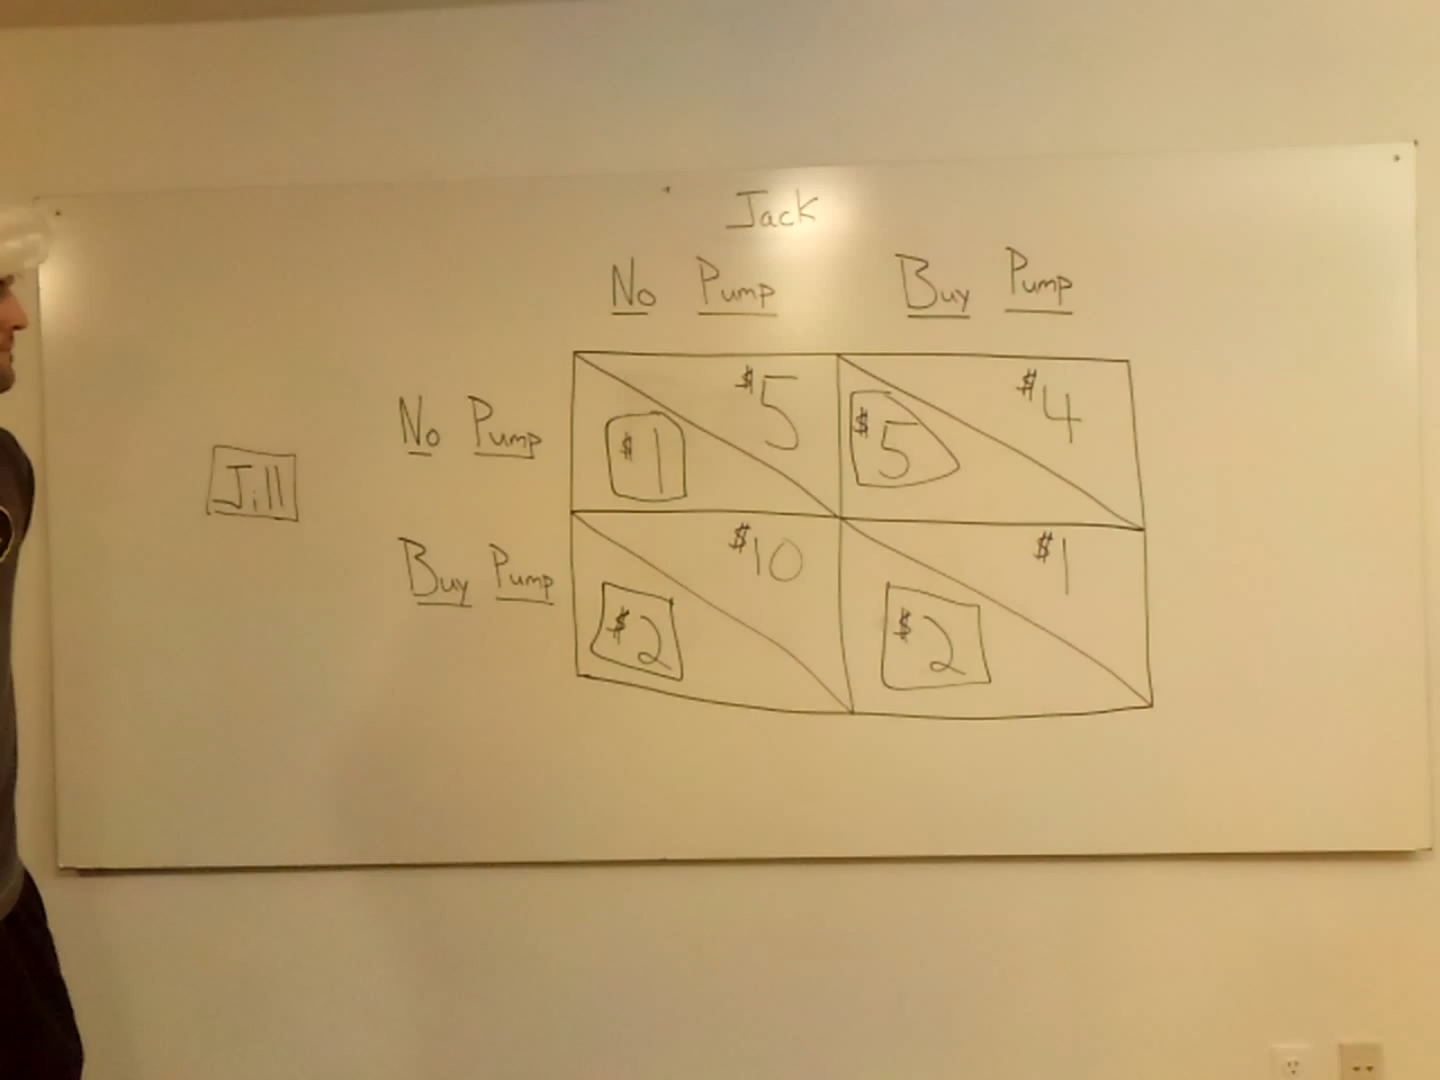 Jack
No Pump Buy Pump
No Pump $5 $4
$1 $5
Jill
Buy Pump $10 $1
$2 $2